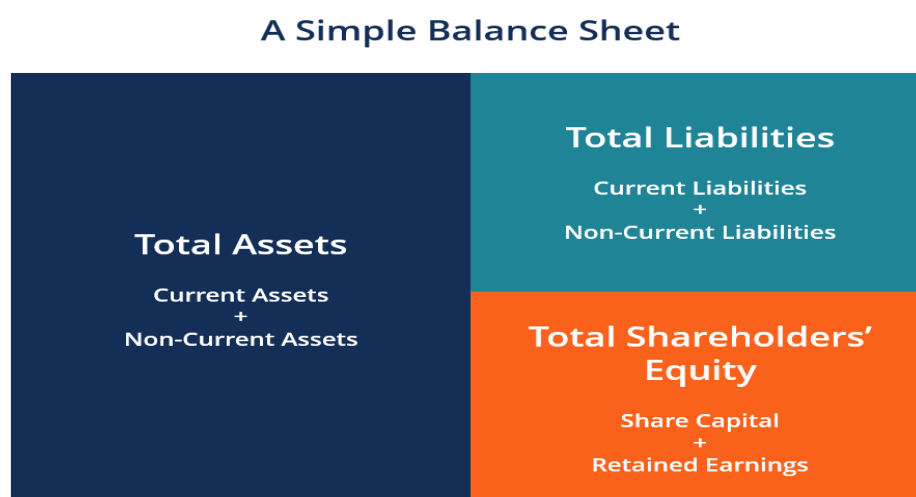 A Simple Balance Sheet
Total Assets
Current Assets
+
Non-Current Assets
Total Liabilities
Current Liabilities
+
Non-Current Liabilities
Total Shareholders’
Equity
Share Capital
+
Retained Earnings